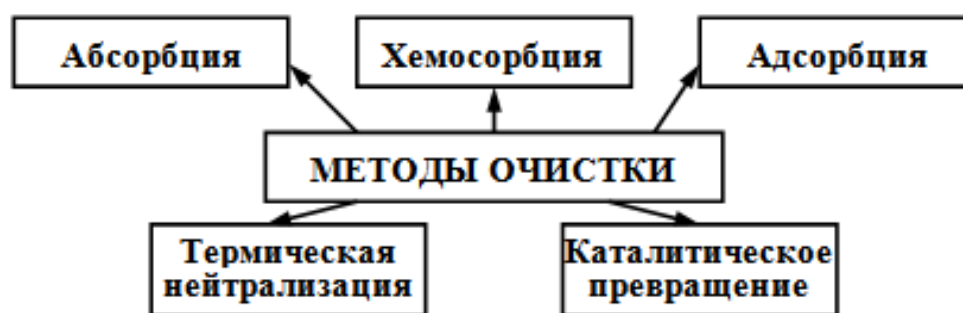 Абсорбция
Хемосорбция
Адсорбция
МЕТОДЫ ОЧИСТКИ
Термическая
нейтрализация
Каталитическое
превращение